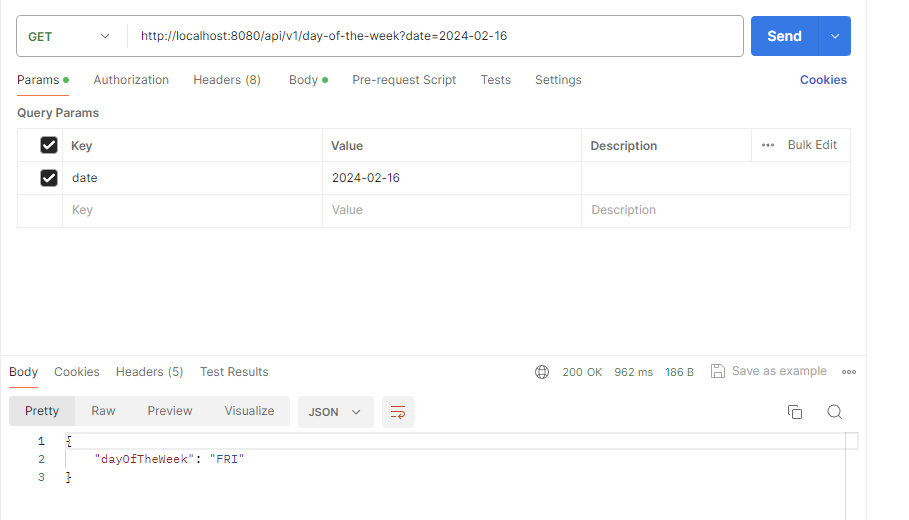 GET http://localhost:8080/api/v1/day-of-the-week?date=2024-02-16 Send
Params Authorization Headers (8) Body Pre-request Script Tests Settings Cookies
Query Params
Key Value Description Bulk Edit
date 2024-02-16
Key Value Description
Body Cookies Headers (5) Test Results 200 OK 962 ms 186 B Save as example
Pretty Raw Preview Visualize JSON
1 {
2 "dayOfTheWeek": "FRI"
3 }